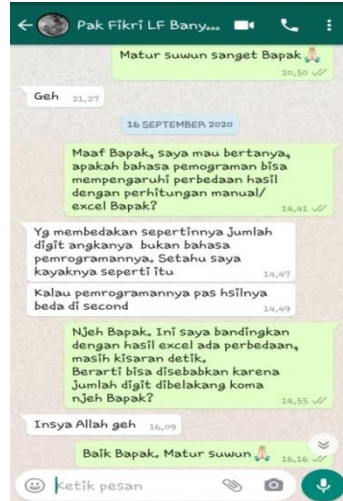 Pak Fikri LF Bany...
Matur suwun sanget Bapak 🙏
20,50
Geh 21,27
16 SEPTEMBER 2020
Maaf Bapak, saya mau bertanya,
apakah bahasa pemograman bisa
mempengaruhi perbedaan hasil
dengan perhitungan manual/
excel Bapak?
14,41
Yg membedakan sepertinnya jumlah
digit angkanya bukan bahasa
pemrogramannya. Setahu saya
kayaknya seperti itu
14,47
Kalau pemrogramannya pas hsilnya
beda di second
14,49
Njeh Bapak. Ini saya bandingkan
dengan hasil excel ada perbedaan,
masih kisaran detik.
Berarti bisa disebabkan karena
jumlah digit dibelakang koma
njeh Bapak?
14,55
Insya Allah geh 16,09
Baik Bapak. Matur suwun 🙏 16,16
Ketik pesan